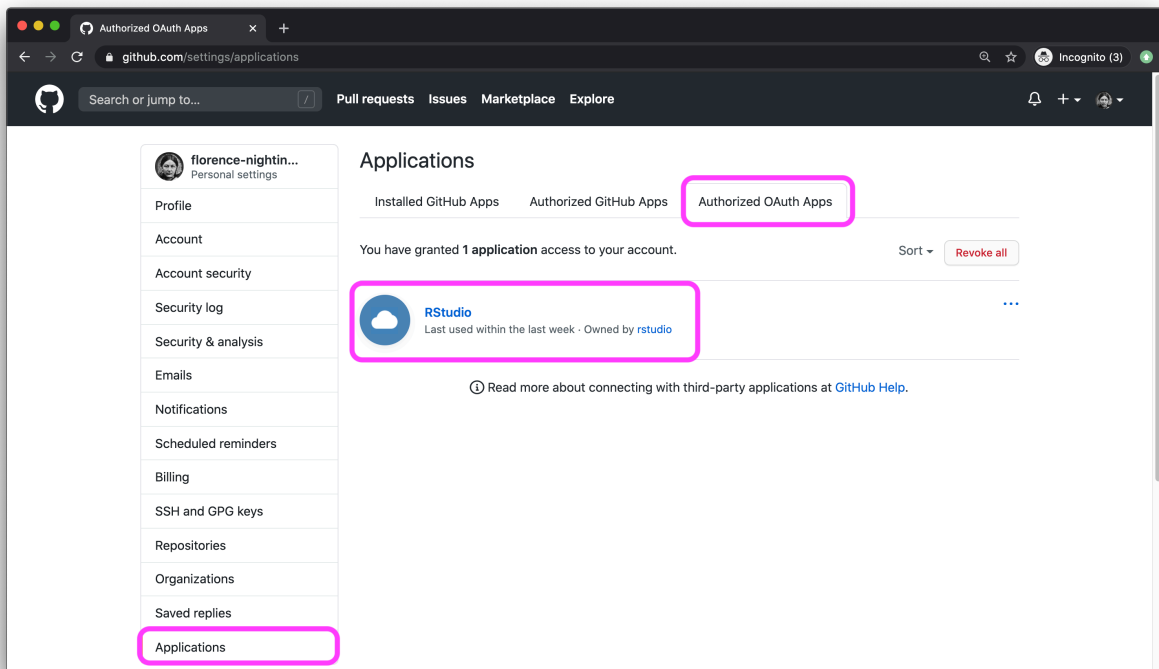 Authorized OAuth Apps
github.com/settings/applications
Incognito (3)
Search or jump to...
/
Pull requests
Issues
Marketplace
Explore
florence-nightin...
Personal settings
Profile
Account
Account security
Security log
Security & analysis
Emails
Notifications
Scheduled reminders
Billing
SSH and GPG keys
Repositories
Organizations
Saved replies
Applications
Applications
Installed GitHub Apps
Authorized GitHub Apps
Authorized OAuth Apps
You have granted 1 application access to your account.
Sort
Revoke all
RStudio
Last used within the last week · Owned by rstudio
Read more about connecting with third-party applications at GitHub Help.